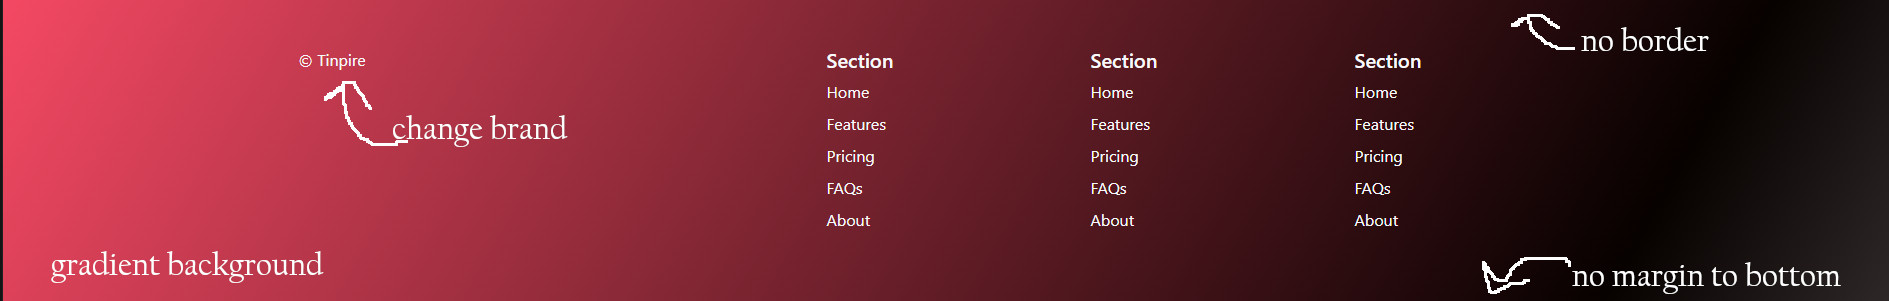 no border
© Tinpire
Section Section Section
Home Home Home
change brand
Features Features Features
Pricing Pricing Pricing
FAQs FAQs FAQs
About About About
gradient background
no margin to bottom